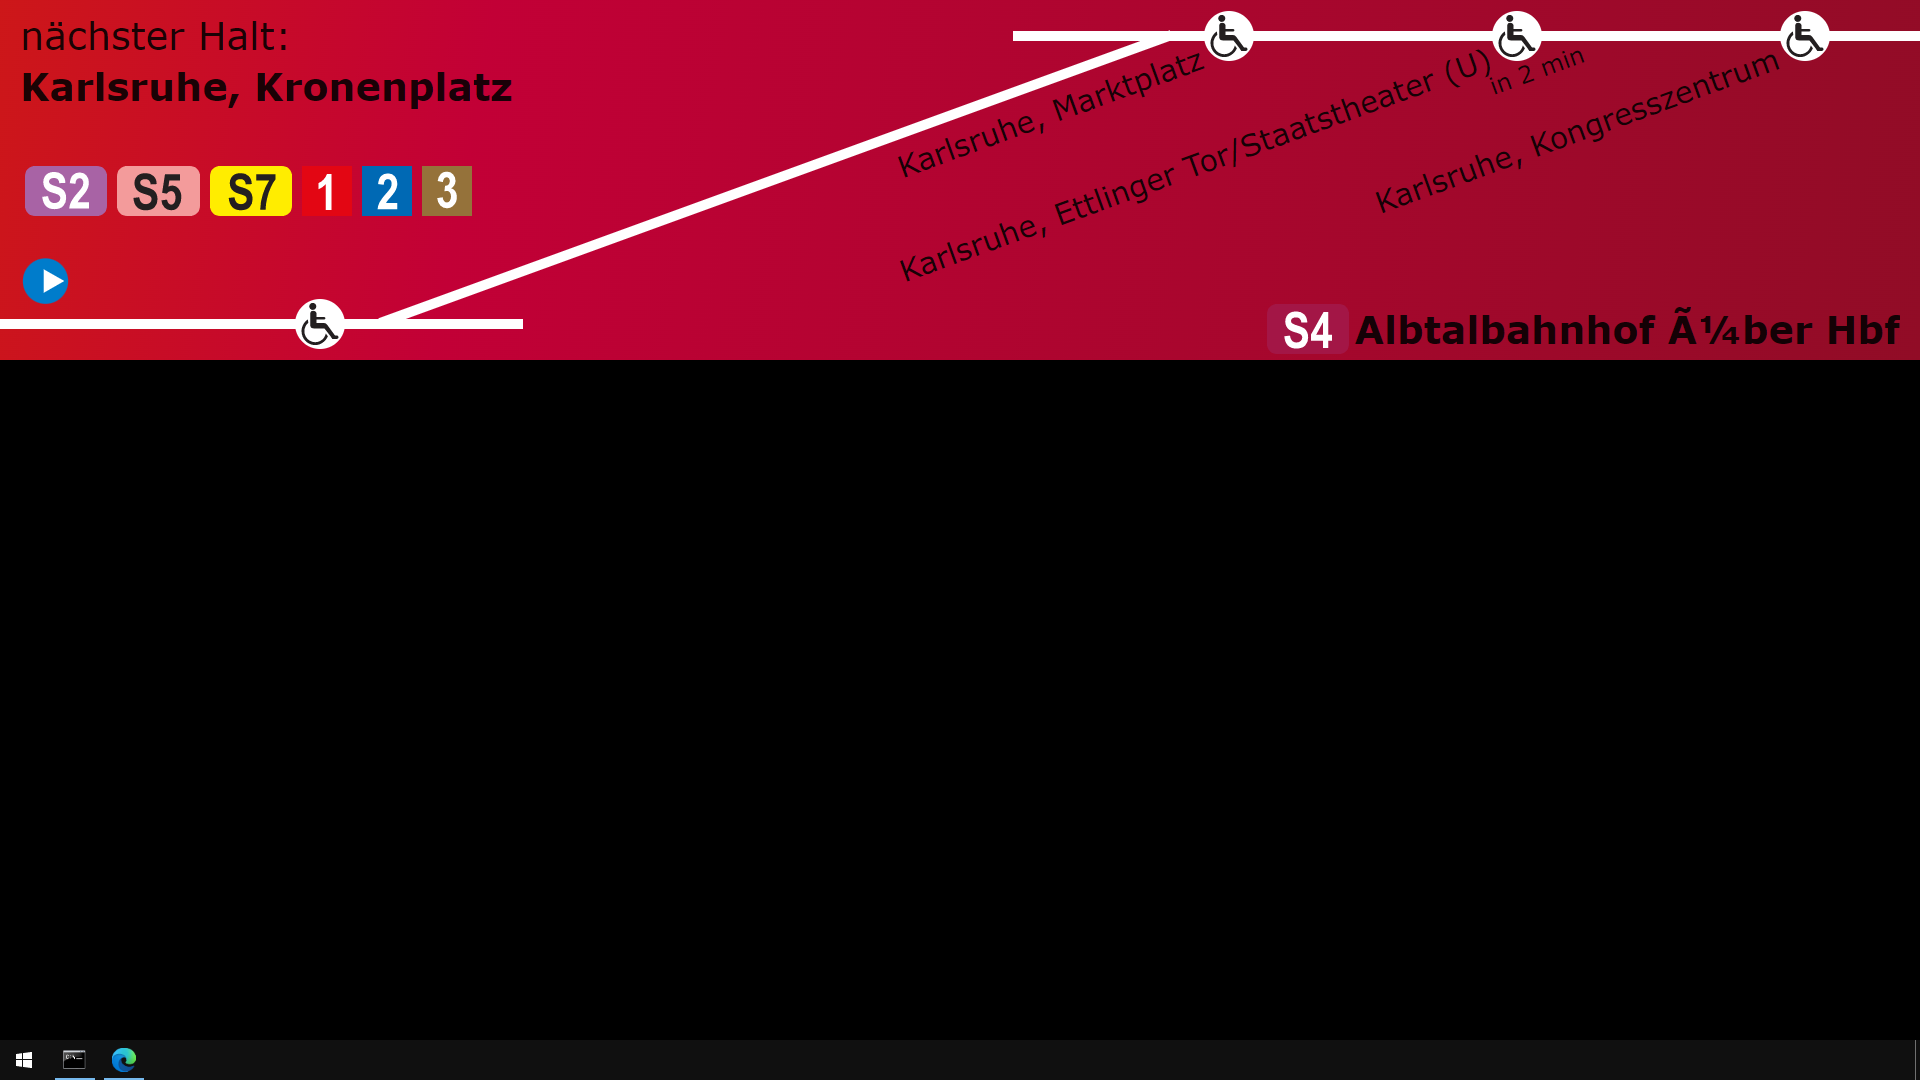 nächster Halt:
Karlsruhe, Kronenplatz
S2 S5 S7 1 2 3
Karlsruhe, Marktplatz
Karlsruhe, Ettlinger Tor/Staatstheater (U)
in 2 min
Karlsruhe, Kongresszentrum
S4 Albtalbahnhof Ã¼ber Hbf